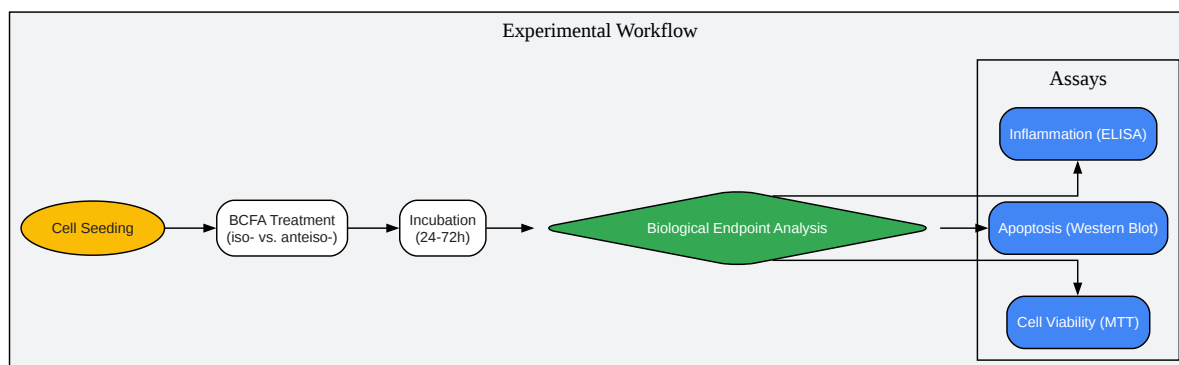 Experimental Workflow
Assays
Inflammation (ELISA)
Cell Seeding
BCFA Treatment
(iso- vs. anteiso-)
Incubation
(24-72h)
Biological Endpoint Analysis
Apoptosis (Western Blot)
Cell Viability (MTT)